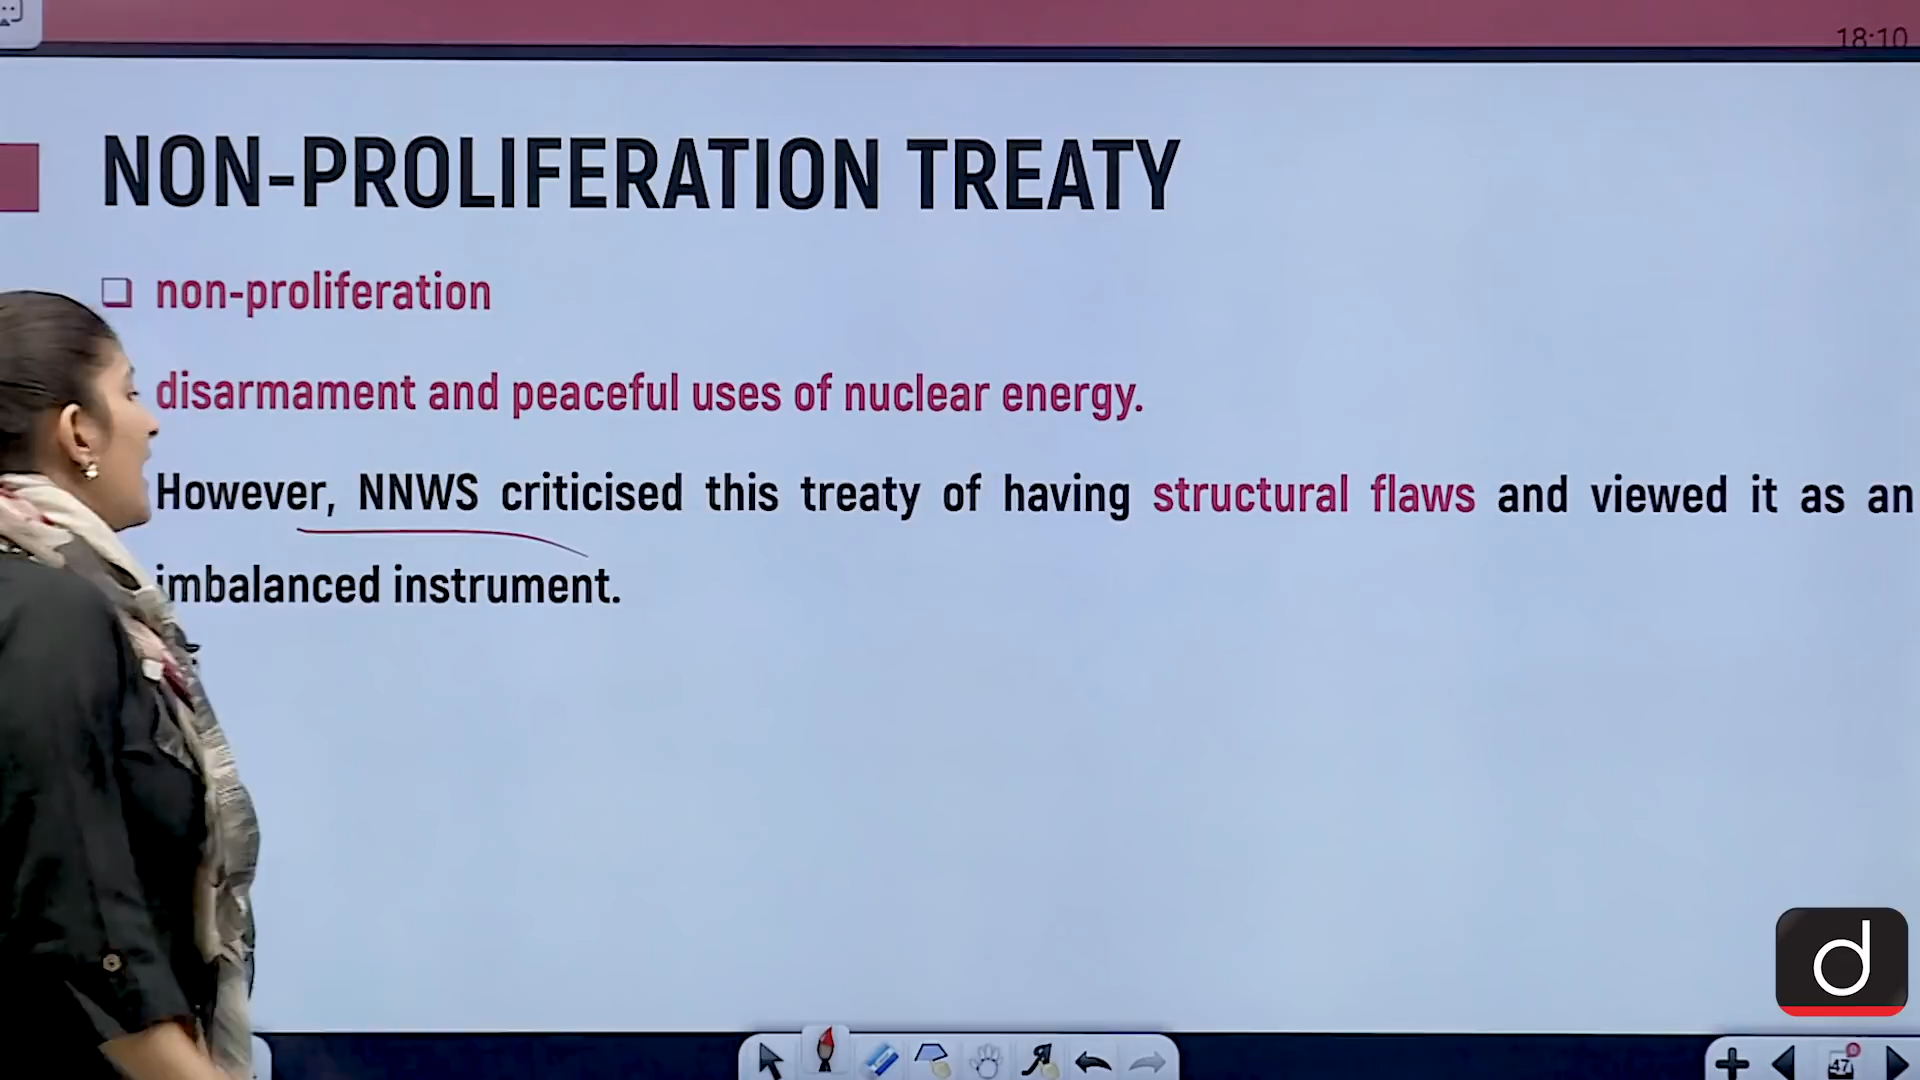 18:10
NON-PROLIFERATION TREATY
non-proliferation
disarmament and peaceful uses of nuclear energy.
However, NNWS criticised this treaty of having structural flaws and viewed it as an
imbalanced instrument.
d
47